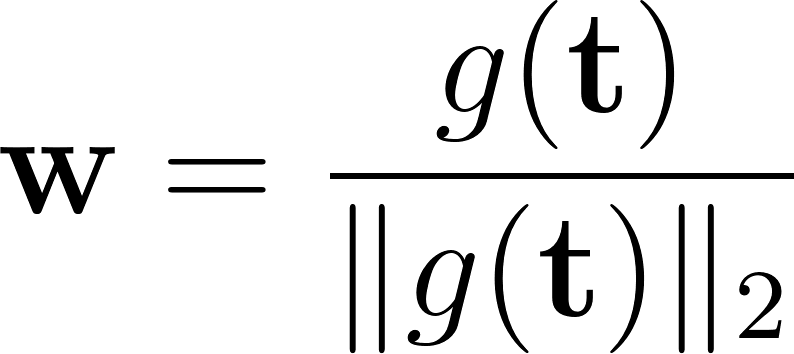 w = g(t) / ‖g(t)‖₂